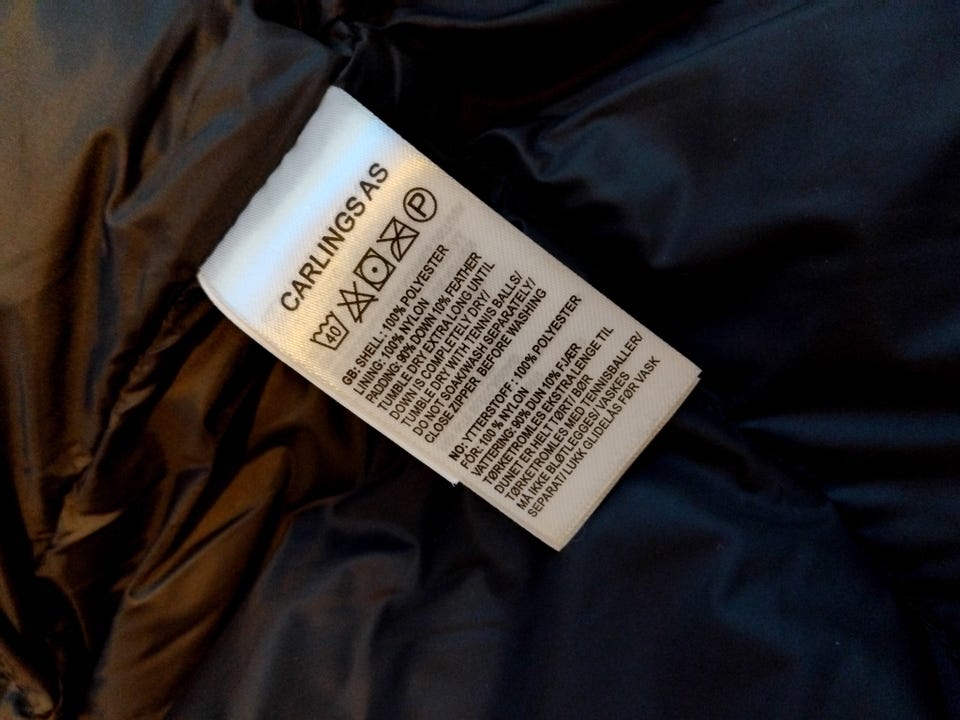 CARLINGS AS
40 P
GB: SHELL: 100% POLYESTER
LINING: 100% NYLON
PADDING: 90% DOWN 10% FEATHER
TUMBLE DRY EXTRA LONG UNTIL
DOWN IS COMPLETELY DRY/
TUMBLE DRY WITH TENNIS BALLS/
DO NOT SOAK/WASH SEPARATELY/
CLOSE ZIPPER BEFORE WASHING
NO: YTTERSTOFF : 100% POLYESTER
FÔR: 100 % NYLON
VATTERING: 90% DUN 10% FJÆR
TØRKETROMLES EKSTRA LENGE TIL
DUNET ER HELT TØRT/ BØR
TØRKETROMLES MED TENNISBALLER/
MÅ IKKE BLØTLEGGES/ VASKES
SEPARAT/ LUKK GLIDELÅS FØR VASK